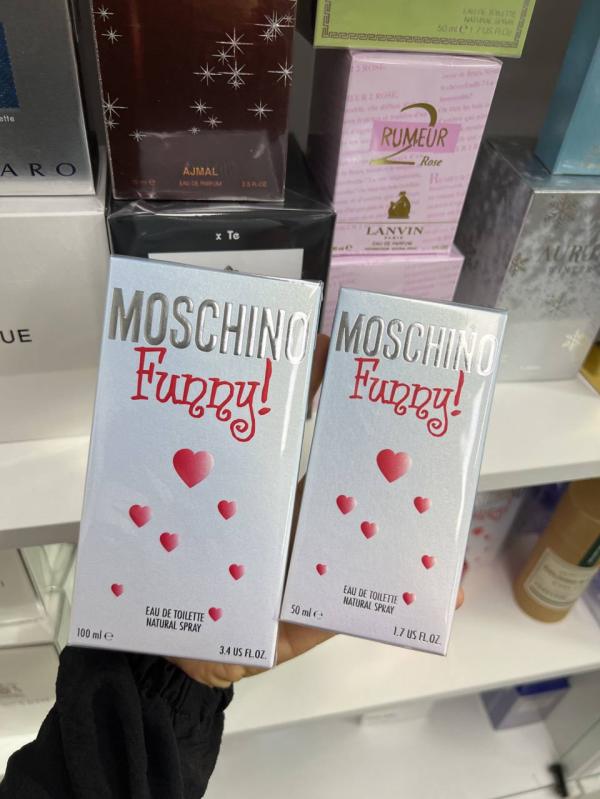 EAU DE TOILETTE
NATURAL SPRAY
50 ml e 1.7 US FL.OZ.
ARO
AJMAL
EAU DE PARFUM
RUMEUR
2
Rose
LANVIN
PARIS
EAU DE PARFUM
x Te
UE
MOSCHINO
Funny!
EAU DE TOILETTE
NATURAL SPRAY
100 ml e
3.4 US FL.OZ.
MOSCHINO
Funny!
EAU DE TOILETTE
NATURAL SPRAY
50 ml e
1.7 US FL.OZ.